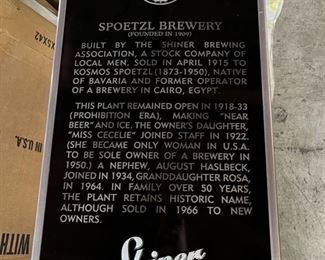 SPOETZL BREWERY
(FOUNDED IN 1909)
BUILT BY THE SHINER BREWING
ASSOCIATION, A STOCK COMPANY OF
LOCAL MEN. SOLD IN APRIL 1915 TO
KOSMOS SPOETZL (1873-1950), NATIVE
OF BAVARIA AND FORMER OPERATOR
OF A BREWERY IN CAIRO, EGYPT.
THIS PLANT REMAINED OPEN IN 1918-33
(PROHIBITION ERA), MAKING "NEAR
BEER" AND ICE. THE OWNER'S DAUGHTER,
"MISS CECELIE" JOINED STAFF IN 1922.
(SHE BECAME ONLY WOMAN IN U.S.A.
TO BE SOLE OWNER OF A BREWERY IN
1950.) A NEPHEW, AUGUST HASLBECK,
JOINED IN 1934, GRANDDAUGHTER ROSA,
IN 1964. IN FAMILY OVER 50 YEARS,
THE PLANT RETAINS HISTORIC NAME,
ALTHOUGH SOLD IN 1966 TO NEW
OWNERS.
Shiner
WITH